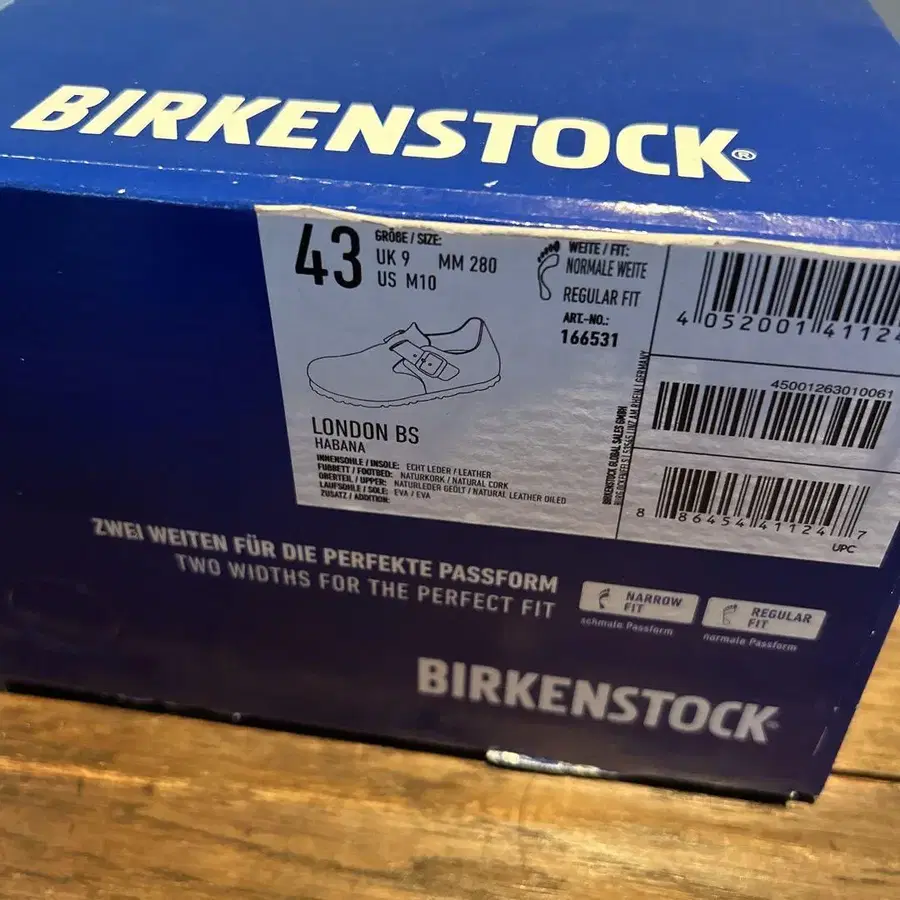 BIRKENSTOCK®
43
GRÖßE / SIZE:
UK 9 MM 280
US M10
WEITE / FIT:
NORMALE WEITE
REGULAR FIT
ART.-NO.:
166531
LONDON BS
HABANA
INNENSOHLE / INSOLE: ECHT LEDER / LEATHER
FUßBETT / FOOTBED: NATURKORK / NATURAL CORK
OBERTEIL / UPPER: NATURLEDER GEÖLT / NATURAL LEATHER OILED
LAUFSOHLE / SOLE: EVA / EVA
ZUSATZ / ADDITION:
BIRKENSTOCK GLOBAL SALES GMBH
4 052001 41124
45001263010061
8 86454 41124 7
UPC
ZWEI WEITEN FÜR DIE PERFEKTE PASSFORM
TWO WIDTHS FOR THE PERFECT FIT
NARROW
FIT
schmale Passform
REGULAR
FIT
normale Passform
BIRKENSTOCK